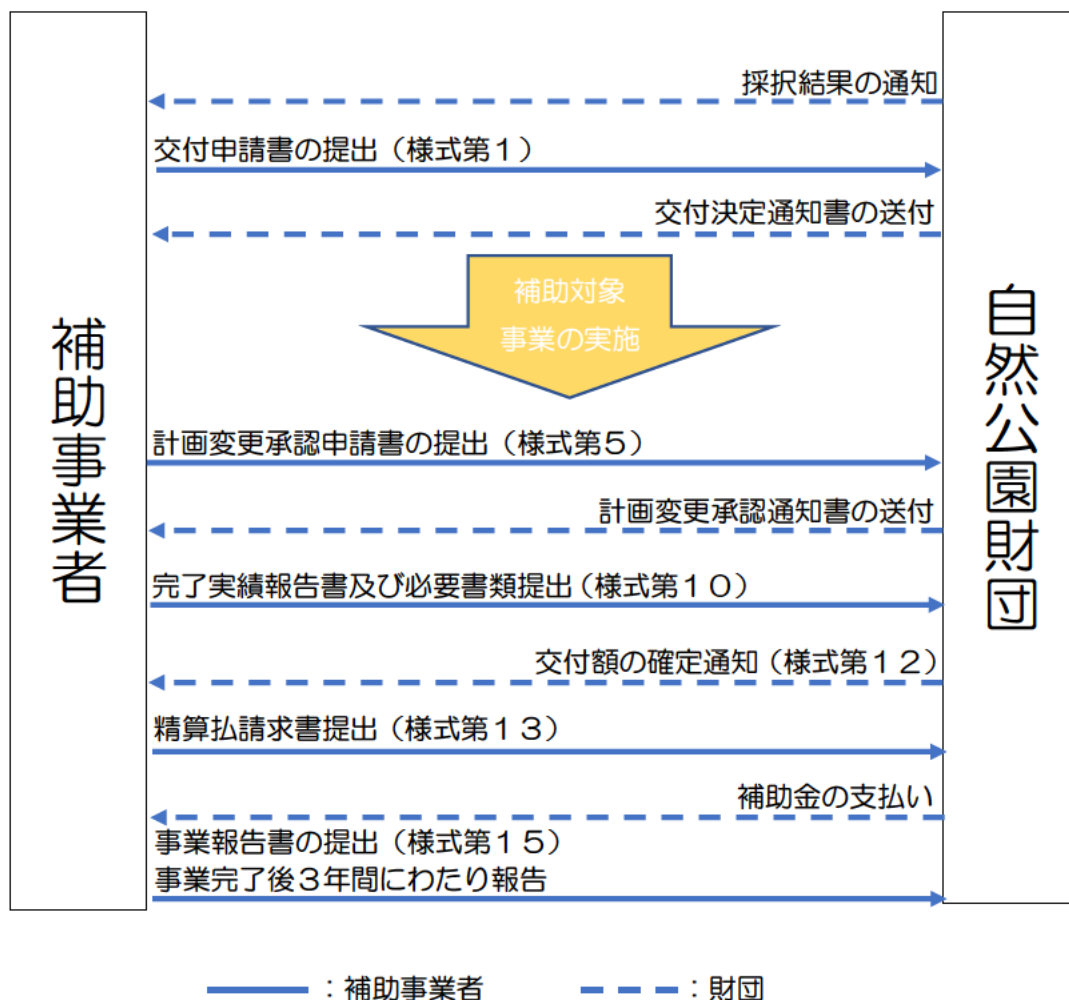 採択結果の通知
交付申請書の提出（様式第１）
交付決定通知書の送付
補助対象
事業の実施
補助事業者
自然公園財団
計画変更承認申請書の提出（様式第５）
計画変更承認通知書の送付
完了実績報告書及び必要書類提出（様式第１０）
交付額の確定通知（様式第１２）
精算払請求書提出（様式第１３）
補助金の支払い
事業報告書の提出（様式第１５）
事業完了後３年間にわたり報告
：補助事業者
：財団